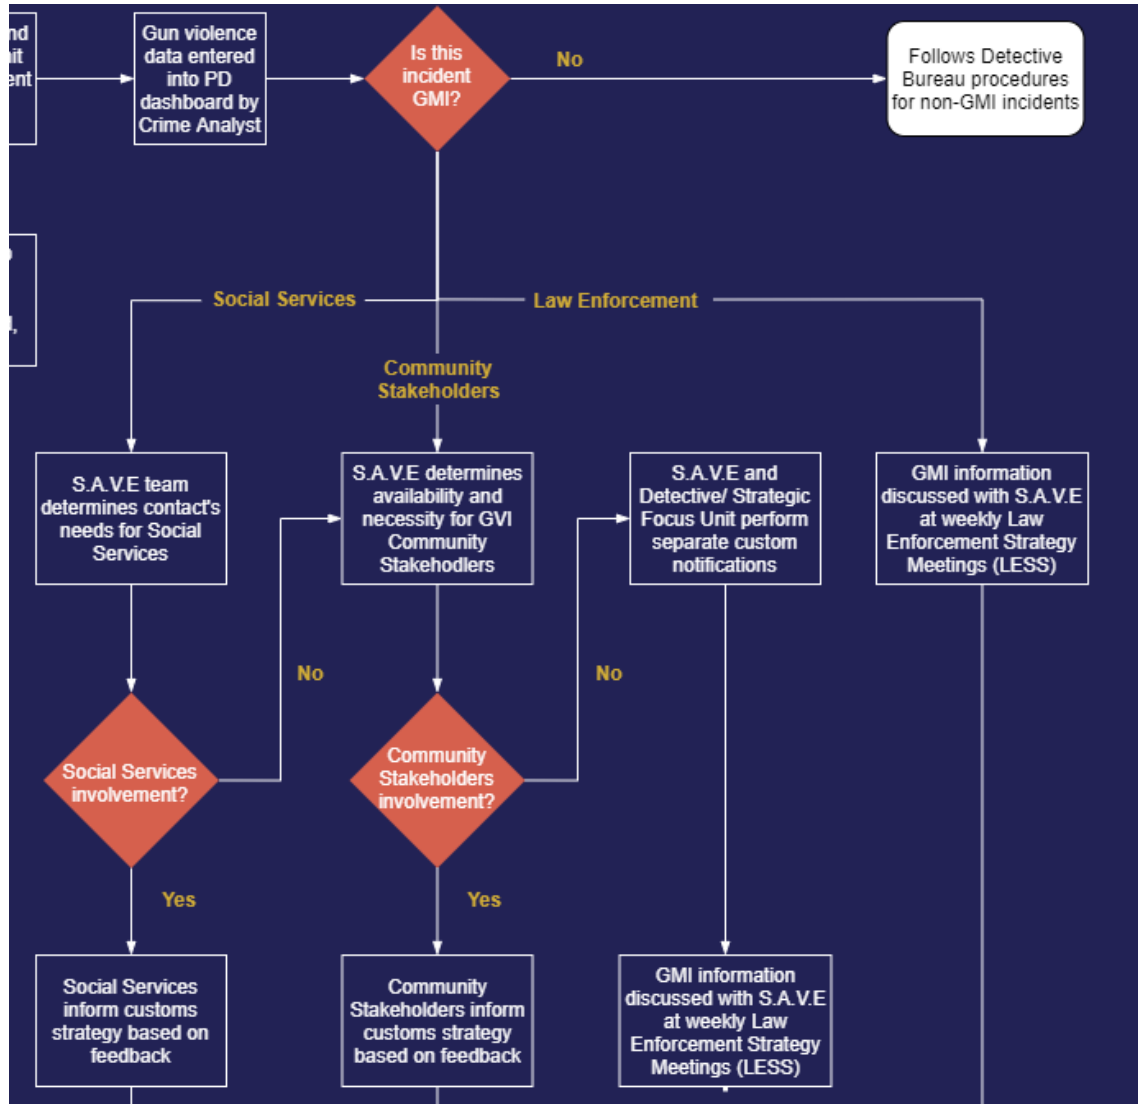 nd
it
ent
Gun violence
data entered
into PD
dashboard by
Crime Analyst
Is this
incident
GMI?
No
Follows Detective
Bureau procedures
for non-GMI incidents
Social Services
Law Enforcement
Community
Stakeholders
S.A.V.E team
determines contact's
needs for Social
Services
S.A.V.E determines
availability and
necessity for GVI
Community
Stakehodlers
S.A.V.E and
Detective/ Strategic
Focus Unit perform
separate custom
notifications
GMI information
discussed with S.A.V.E
at weekly Law
Enforcement Strategy
Meetings (LESS)
No
No
Social Services
involvement?
Community
Stakeholders
involvement?
Yes
Yes
Social Services
inform customs
strategy based on
feedback
Community
Stakeholders inform
customs strategy
based on feedback
GMI information
discussed with S.A.V.E
at weekly Law
Enforcement Strategy
Meetings (LESS)